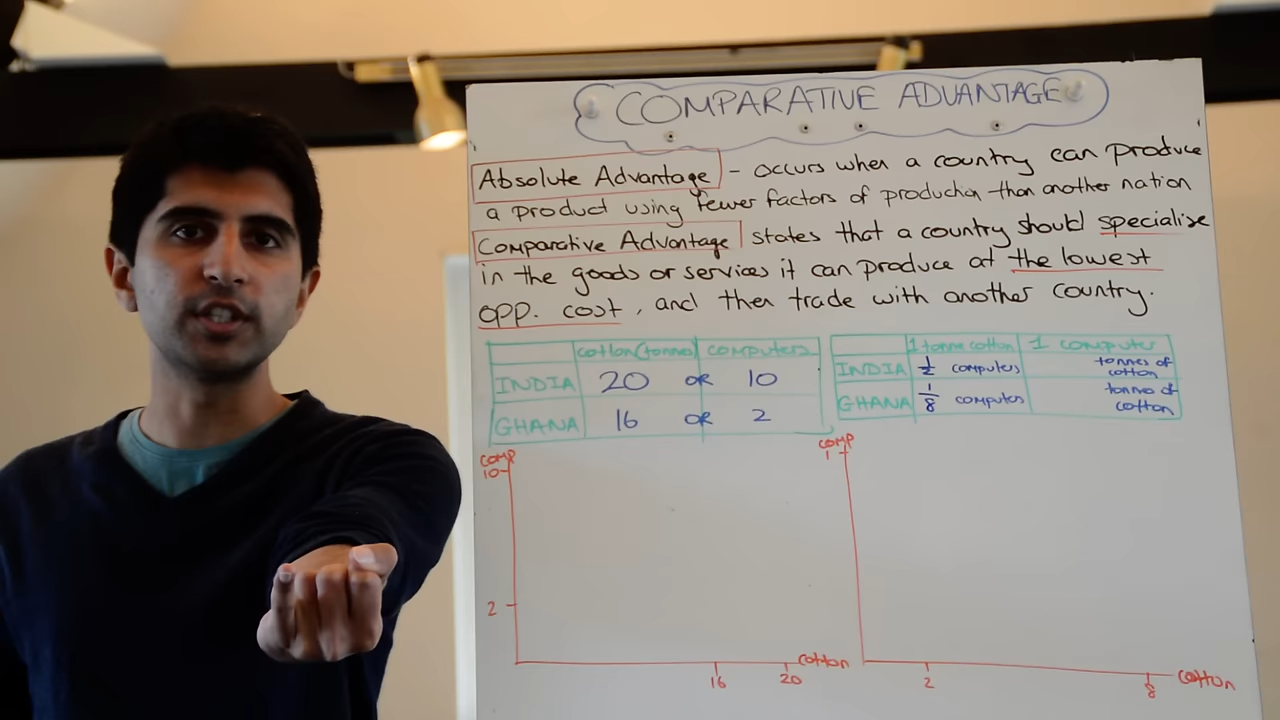 COMPARATIVE ADVANTAGE
Absolute Advantage - occurs when a country can produce
a product using fewer factors of production than another nation
Comparative Advantage states that a country should specialise
in the goods or services it can produce at the lowest
opp. cost, and then trade with another country.
cotton(tonnes) computers
INDIA 20 OR 10
GHANA 16 OR 2
1 tonne cotton 1 computer
INDIA 1/2 computers tonnes of cotton
GHANA 1/8 computer tonnes of cotton
comp
10
2
16 20 cotton
comp
1
2 8 cotton